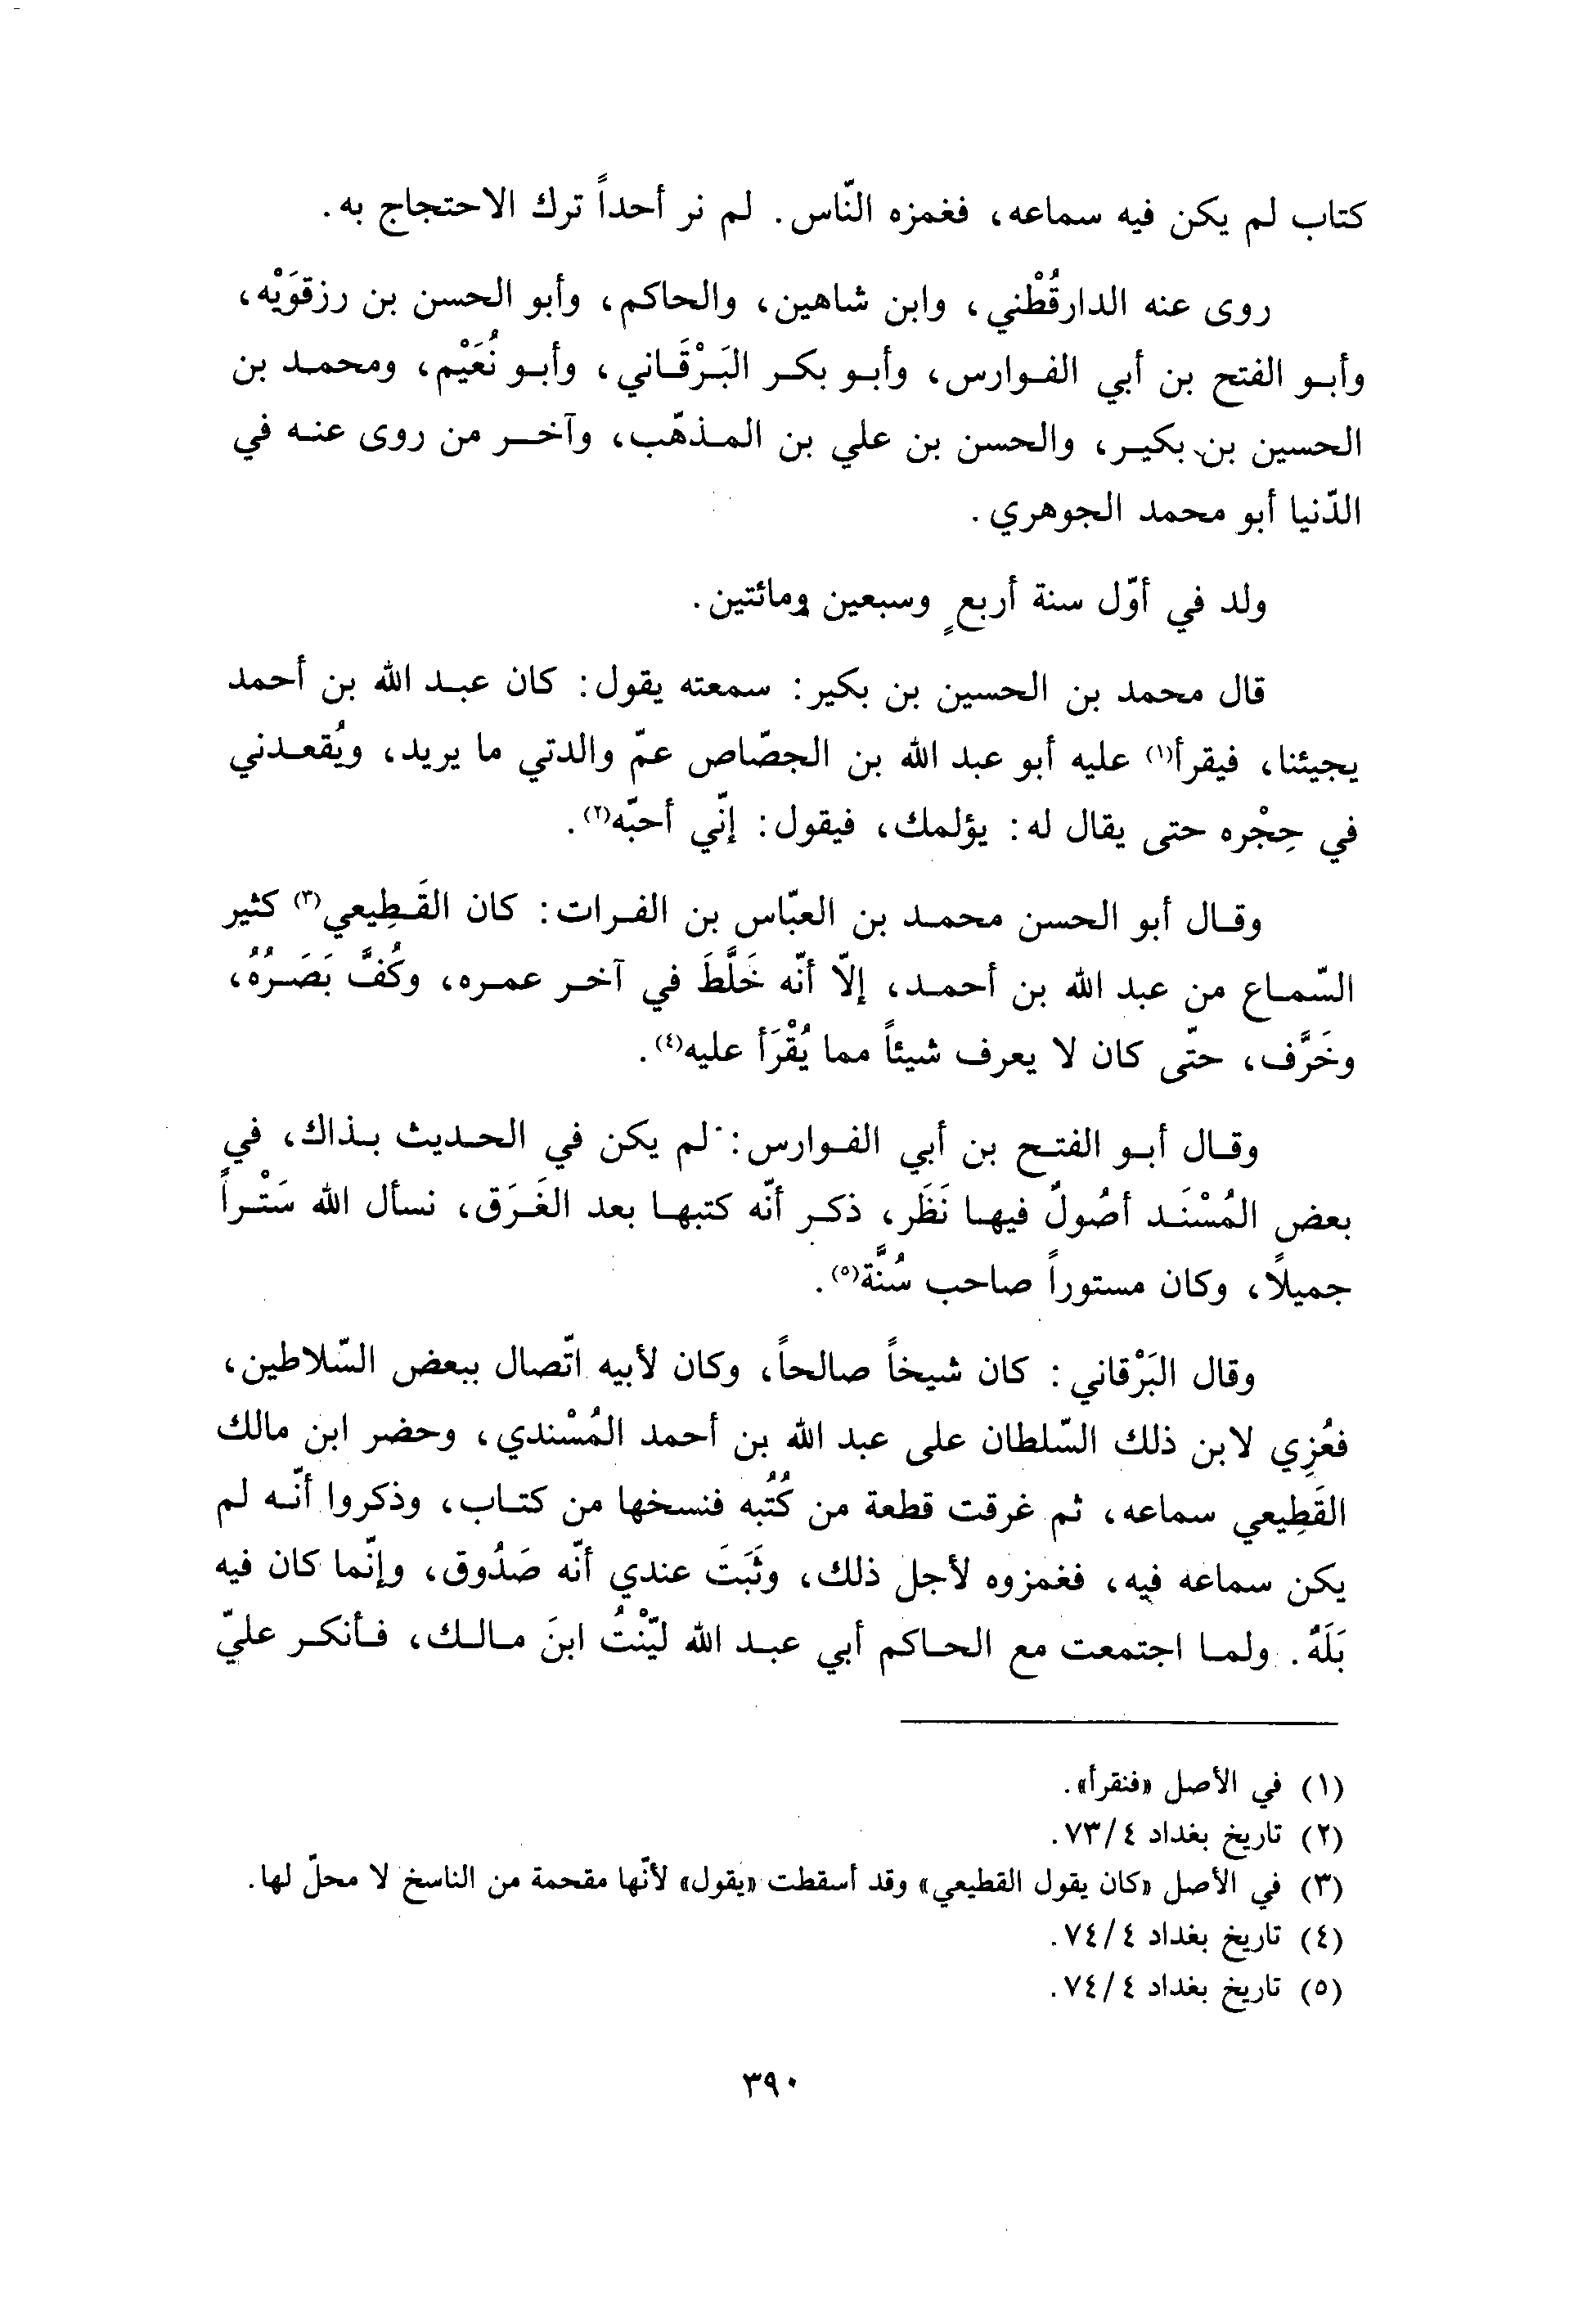 كتاب لم يكن فيه سماعه، فغمزه النّاس. لم نر أحداً ترك الاحتجاج به.
روى عنه الدارقُطْني، وابن شاهين، والحاكم، وأبو الحسن بن رزقوَيْه،
وأبو الفتح بن أبي الفوارس، وأبو بكر البَرْقَاني، وأبو نُعَيْم، ومحمد بن
الحسين بن بكير، والحسن بن علي بن المذهّب، وآخر من روى عنه في
الدّنيا أبو محمد الجوهري.
ولد في أوّل سنة أربعٍ وسبعين ومائتين.
قال محمد بن الحسين بن بكير: سمعته يقول: كان عبد الله بن أحمد
يجيئنا، فيقرأ(١) عليه أبو عبد الله بن الجصّاص عمّ والدتي ما يريد، ويُقعدني
في حِجْره حتى يقال له: يؤلمك، فيقول: إنّي أحبّه(٢).
وقال أبو الحسن محمد بن العبّاس بن الفرات: كان القَطِيعي(٣) كثير
السّماع من عبد الله بن أحمد، إلّا أنّه خَلَّطَ في آخر عمره، وكُفَّ بَصَرُهُ،
وخَرَّف، حتّى كان لا يعرف شيئاً مما يُقْرَأ عليه(٤).
وقال أبو الفتح بن أبي الفوارس: لم يكن في الحديث بذاك، في
بعض المُسْنَد أصُولٌ فيها نَظَر، ذكر أنّه كتبها بعد الغَرَق، نسأل الله سَتْراً
جميلًا، وكان مستوراً صاحب سُنَّة(٥).
وقال البَرْقاني: كان شيخاً صالحاً، وكان لأبيه اتّصال ببعض السّلاطين،
فعُزِي لابن ذلك السّلطان على عبد الله بن أحمد المُسْندي، وحضر ابن مالك
القَطِيعي سماعه، ثم غرقت قطعة من كُتُبه فنسخها من كتاب، وذكروا أنّه لم
يكن سماعه فيه، فغمزوه لأجل ذلك، وثَبَتَ عندي أنّه صَدُوق، وإنّما كان فيه
بَلَهٌ. ولما اجتمعت مع الحاكم أبي عبد الله ليّنْتُ ابنَ مالك، فأنكر عليّ
(١) في الأصل «فنقرأ».
(٢) تاريخ بغداد ٧٣/٤.
(٣) في الأصل «كان يقول القطيعي» وقد أسقطت «يقول» لأنّها مقحمة من الناسخ لا محلّ لها.
(٤) تاريخ بغداد ٧٤/٤.
(٥) تاريخ بغداد ٧٤/٤.
٣٩٠